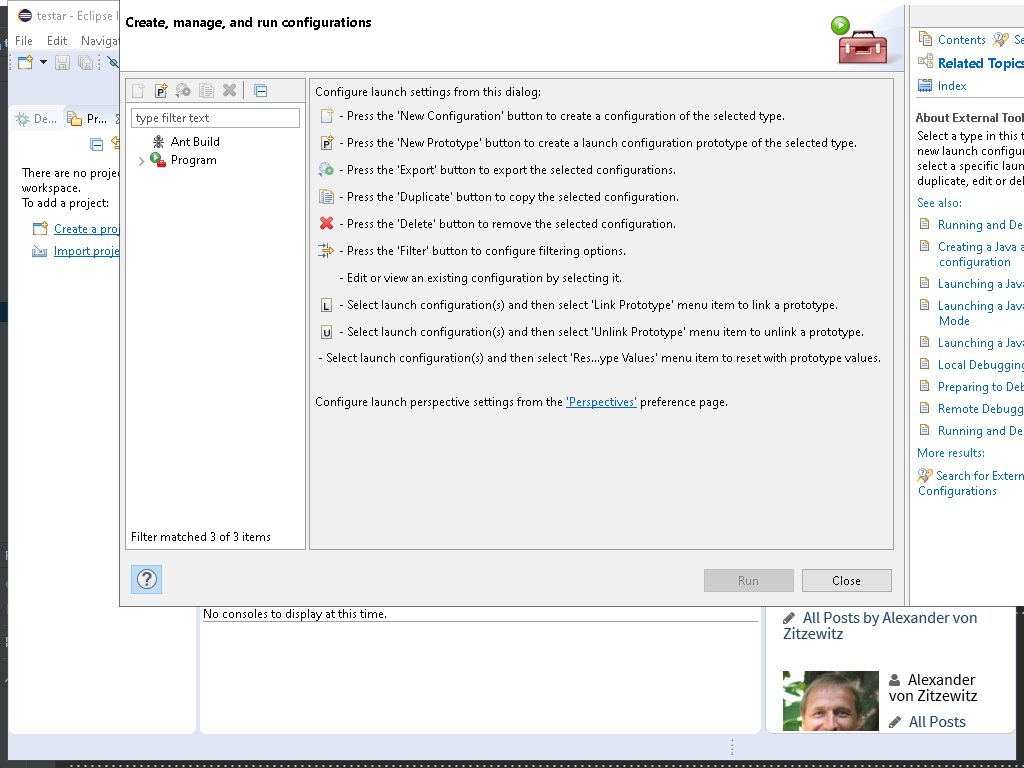 testar - Eclipse I
File Edit Navigat
De...
Pr...
There are no proje
workspace.
To add a project:
Create a proj
Import proje
Create, manage, and run configurations
type filter text
Ant Build
Program
Filter matched 3 of 3 items
Configure launch settings from this dialog:
- Press the 'New Configuration' button to create a configuration of the selected type.
P - Press the 'New Prototype' button to create a launch configuration prototype of the selected type.
- Press the 'Export' button to export the selected configurations.
- Press the 'Duplicate' button to copy the selected configuration.
- Press the 'Delete' button to remove the selected configuration.
- Press the 'Filter' button to configure filtering options.
- Edit or view an existing configuration by selecting it.
L - Select launch configuration(s) and then select 'Link Prototype' menu item to link a prototype.
U - Select launch configuration(s) and then select 'Unlink Prototype' menu item to unlink a prototype.
- Select launch configuration(s) and then select 'Res...ype Values' menu item to reset with prototype values.
Configure launch perspective settings from the 'Perspectives' preference page.
?
Run
Close
Contents
Se
Related Topics
Index
About External Tool
Select a type in this t
new launch configur
select a specific laun
duplicate, edit or del
See also:
Running and De
Creating a Java a
configuration
Launching a Java
Launching a Java
Mode
Launching a Java
Local Debugging
Preparing to Deb
Remote Debugg
Running and De
More results:
Search for Extern
Configurations
No consoles to display at this time.
All Posts by Alexander von
Zitzewitz
Alexander
von Zitzewitz
All Posts